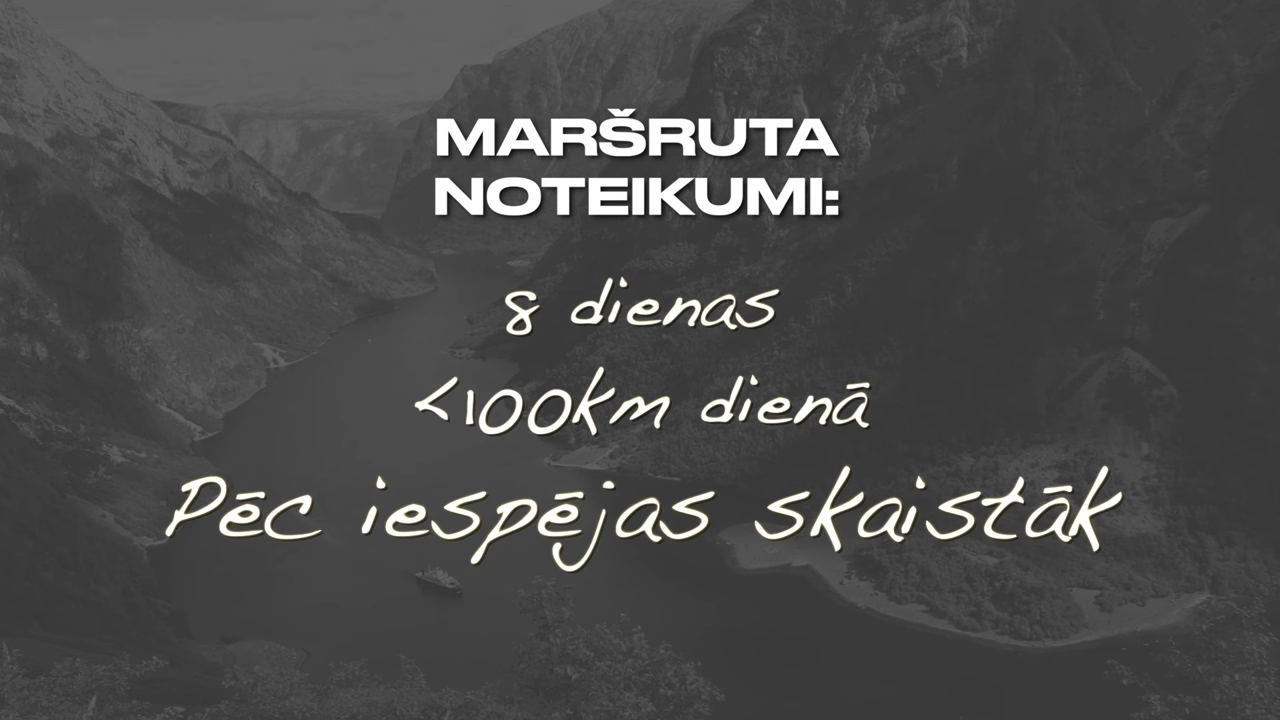 MARŠRUTA
NOTEIKUMI:
8 dienas
<100km dienā
Pēc iespējas skaistāk